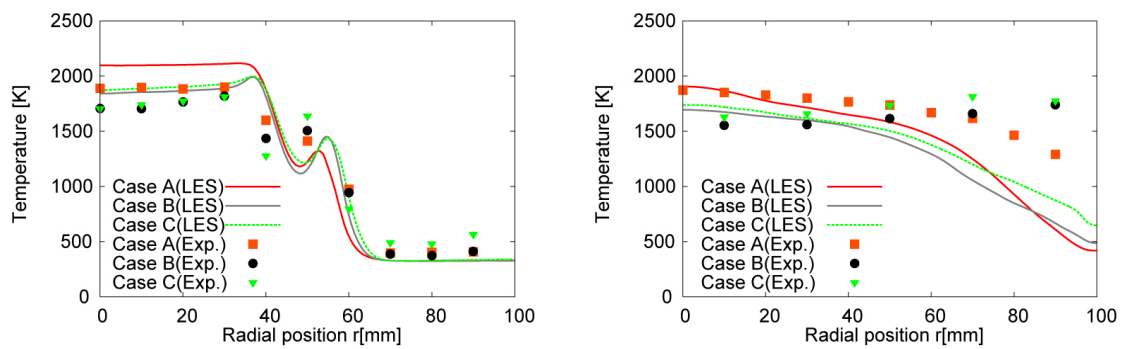 2500
2000
1500
1000
500
0
Temperature [K]
Case A(LES)
Case B(LES)
Case C(LES)
Case A(Exp.)
Case B(Exp.)
Case C(Exp.)
0 20 40 60 80 100
Radial position r[mm]
2500
2000
1500
1000
500
0
Temperature [K]
Case A(LES)
Case B(LES)
Case C(LES)
Case A(Exp.)
Case B(Exp.)
Case C(Exp.)
0 20 40 60 80 100
Radial position r[mm]